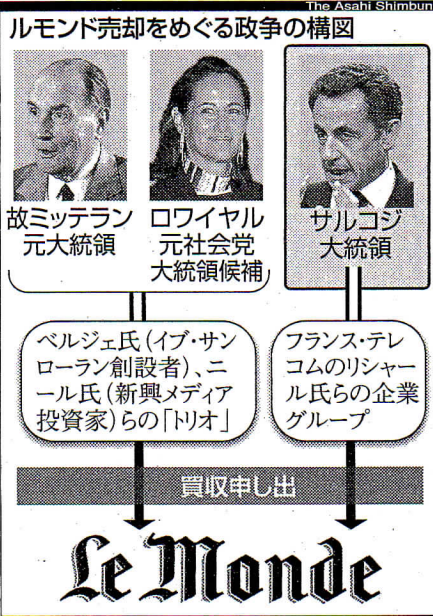 The Asahi Shimbun
ルモンド売却をめぐる政争の構図
故ミッテラン
元大統領
ロワイヤル
元社会党
大統領候補
サルコジ
大統領
ベルジェ氏(イブ・サン
ローラン創設者)、ニ
ール氏(新興メディア
投資家)らの「トリオ」
フランス・テレ
コムのリシャー
ル氏らの企業
グループ
買収申し出
Le Monde